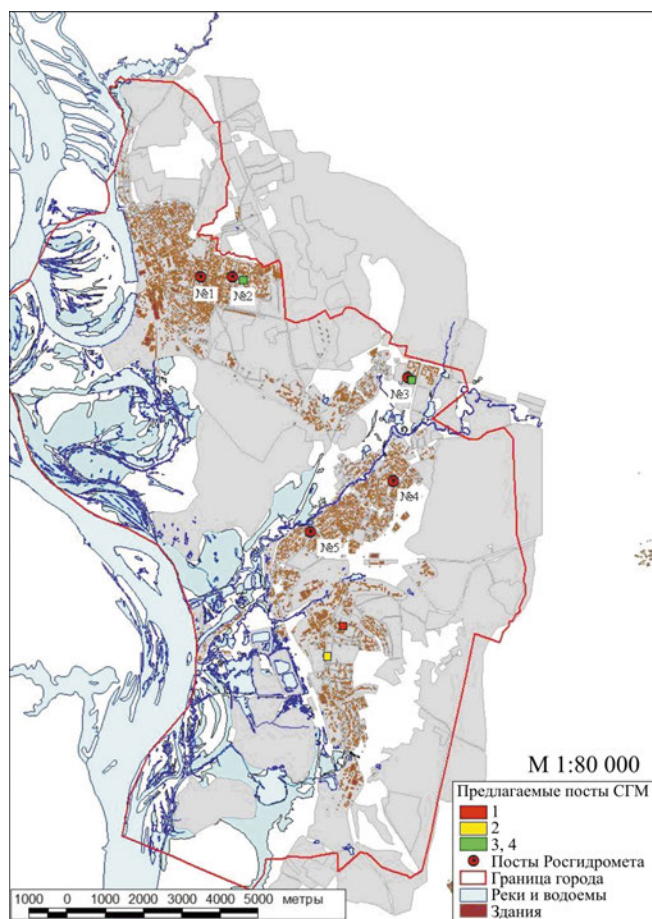 №1
№2
№3
№4
№5
М 1:80 000
Предлагаемые посты СГМ
1
2
3, 4
Посты Росгидромета
Граница города
Реки и водоемы
Здания
1000 0 1000 2000 3000 4000 5000 метры